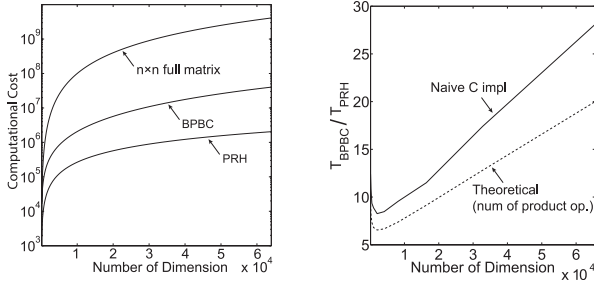 Computational Cost
10^9
10^8
10^7
10^6
10^5
10^4
10^3
n×n full matrix
BPBC
PRH
1 2 3 4 5 6
Number of Dimension × 10^4
T_BPBC / T_PRH
30
25
20
15
10
5
Naive C impl
Theoretical
(num of product op.)
1 2 3 4 5 6
Number of Dimension
× 10^4